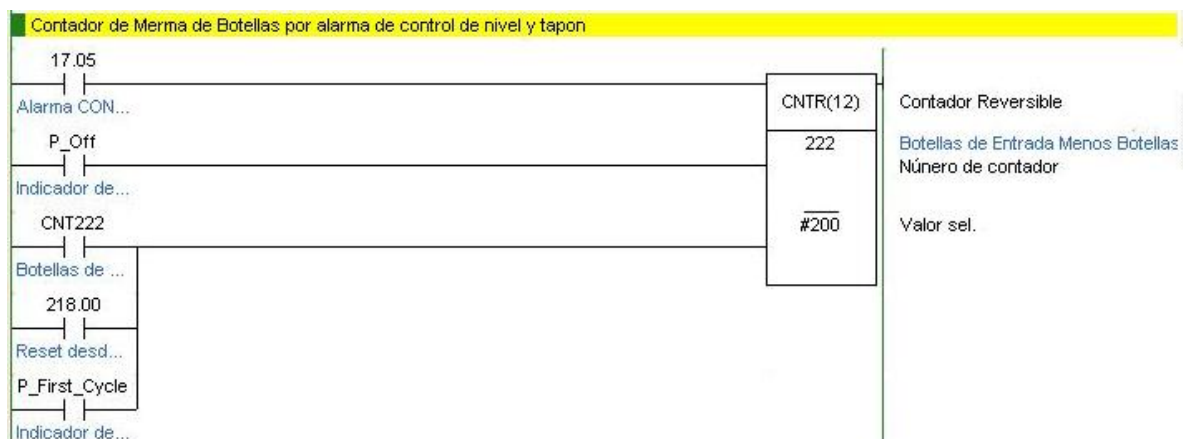 Contador de Merma de Botellas por alarma de control de nivel y tapon
17.05
Alarma CON...
CNTR(12)
Contador Reversible
P_Off
Indicador de...
222
Botellas de Entrada Menos Botellas
Núnero de contador
CNT222
Botellas de ...
#200
Valor sel.
218.00
Reset desd...
P_First_Cycle
Indicador de...